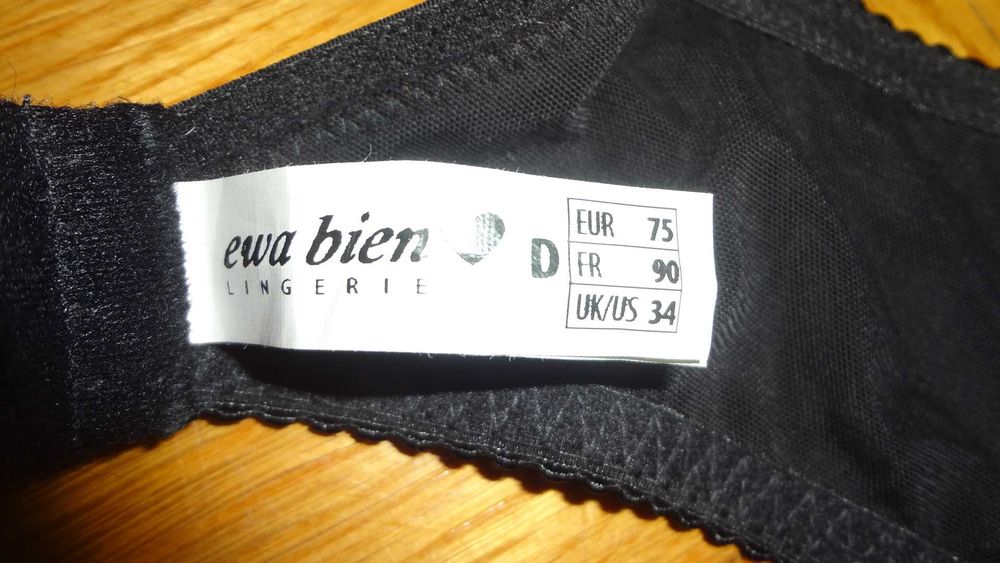 ewa bien
LINGERIE
D
EUR 75
FR 90
UK/US 34